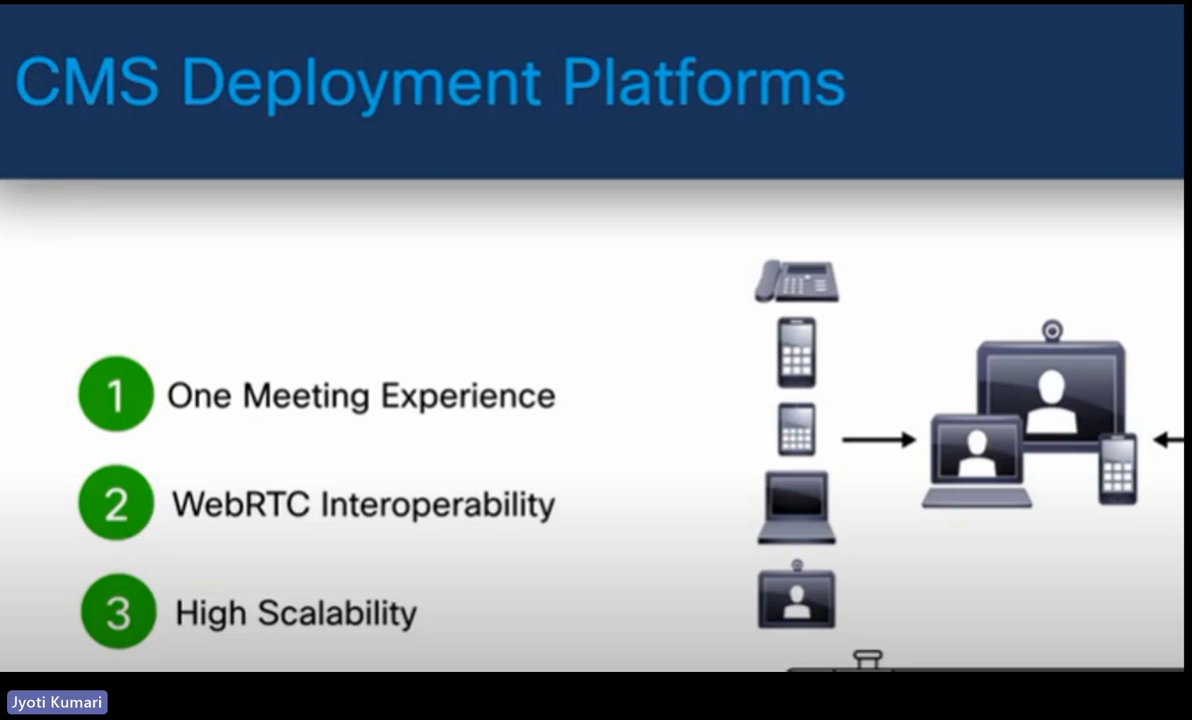 CMS Deployment Platforms
1 One Meeting Experience
2 WebRTC Interoperability
3 High Scalability
Jyoti Kumari